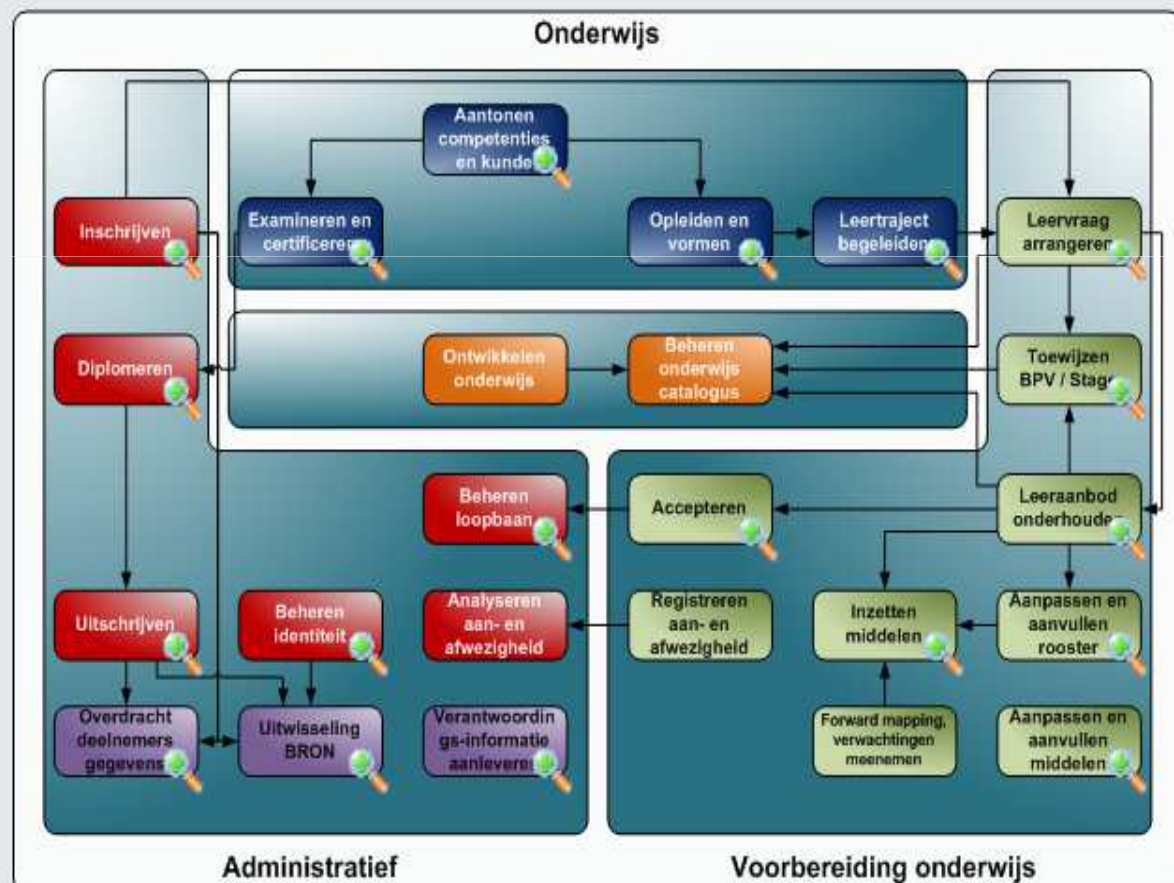 Onderwijs
Aantonen
competenties
en kunde
Inschrijven
Examineren en
certificeren
Opleiden en
vormen
Leertraject
begeleiden
Leervraag
arrangeren
Diplomeren
Ontwikkelen
onderwijs
Beheren
onderwijs
catalogus
Toewijzen
BPV / Stage
Beheren
loopbaan
Accepteren
Leeraanbod
onderhouden
Uitschrijven
Beheren
identiteit
Analyseren
aan- en
afwezigheid
Registreren
aan- en
afwezigheid
Inzetten
middelen
Aanpassen en
aanvullen
rooster
Overdracht
deelnemers
gegevens
Uitwisseling
BRON
Verantwoordin
gs-informatie
aanleveren
Forward mapping,
verwachtingen
meenemen
Aanpassen en
aanvullen
middelen
Administratief
Voorbereiding onderwijs